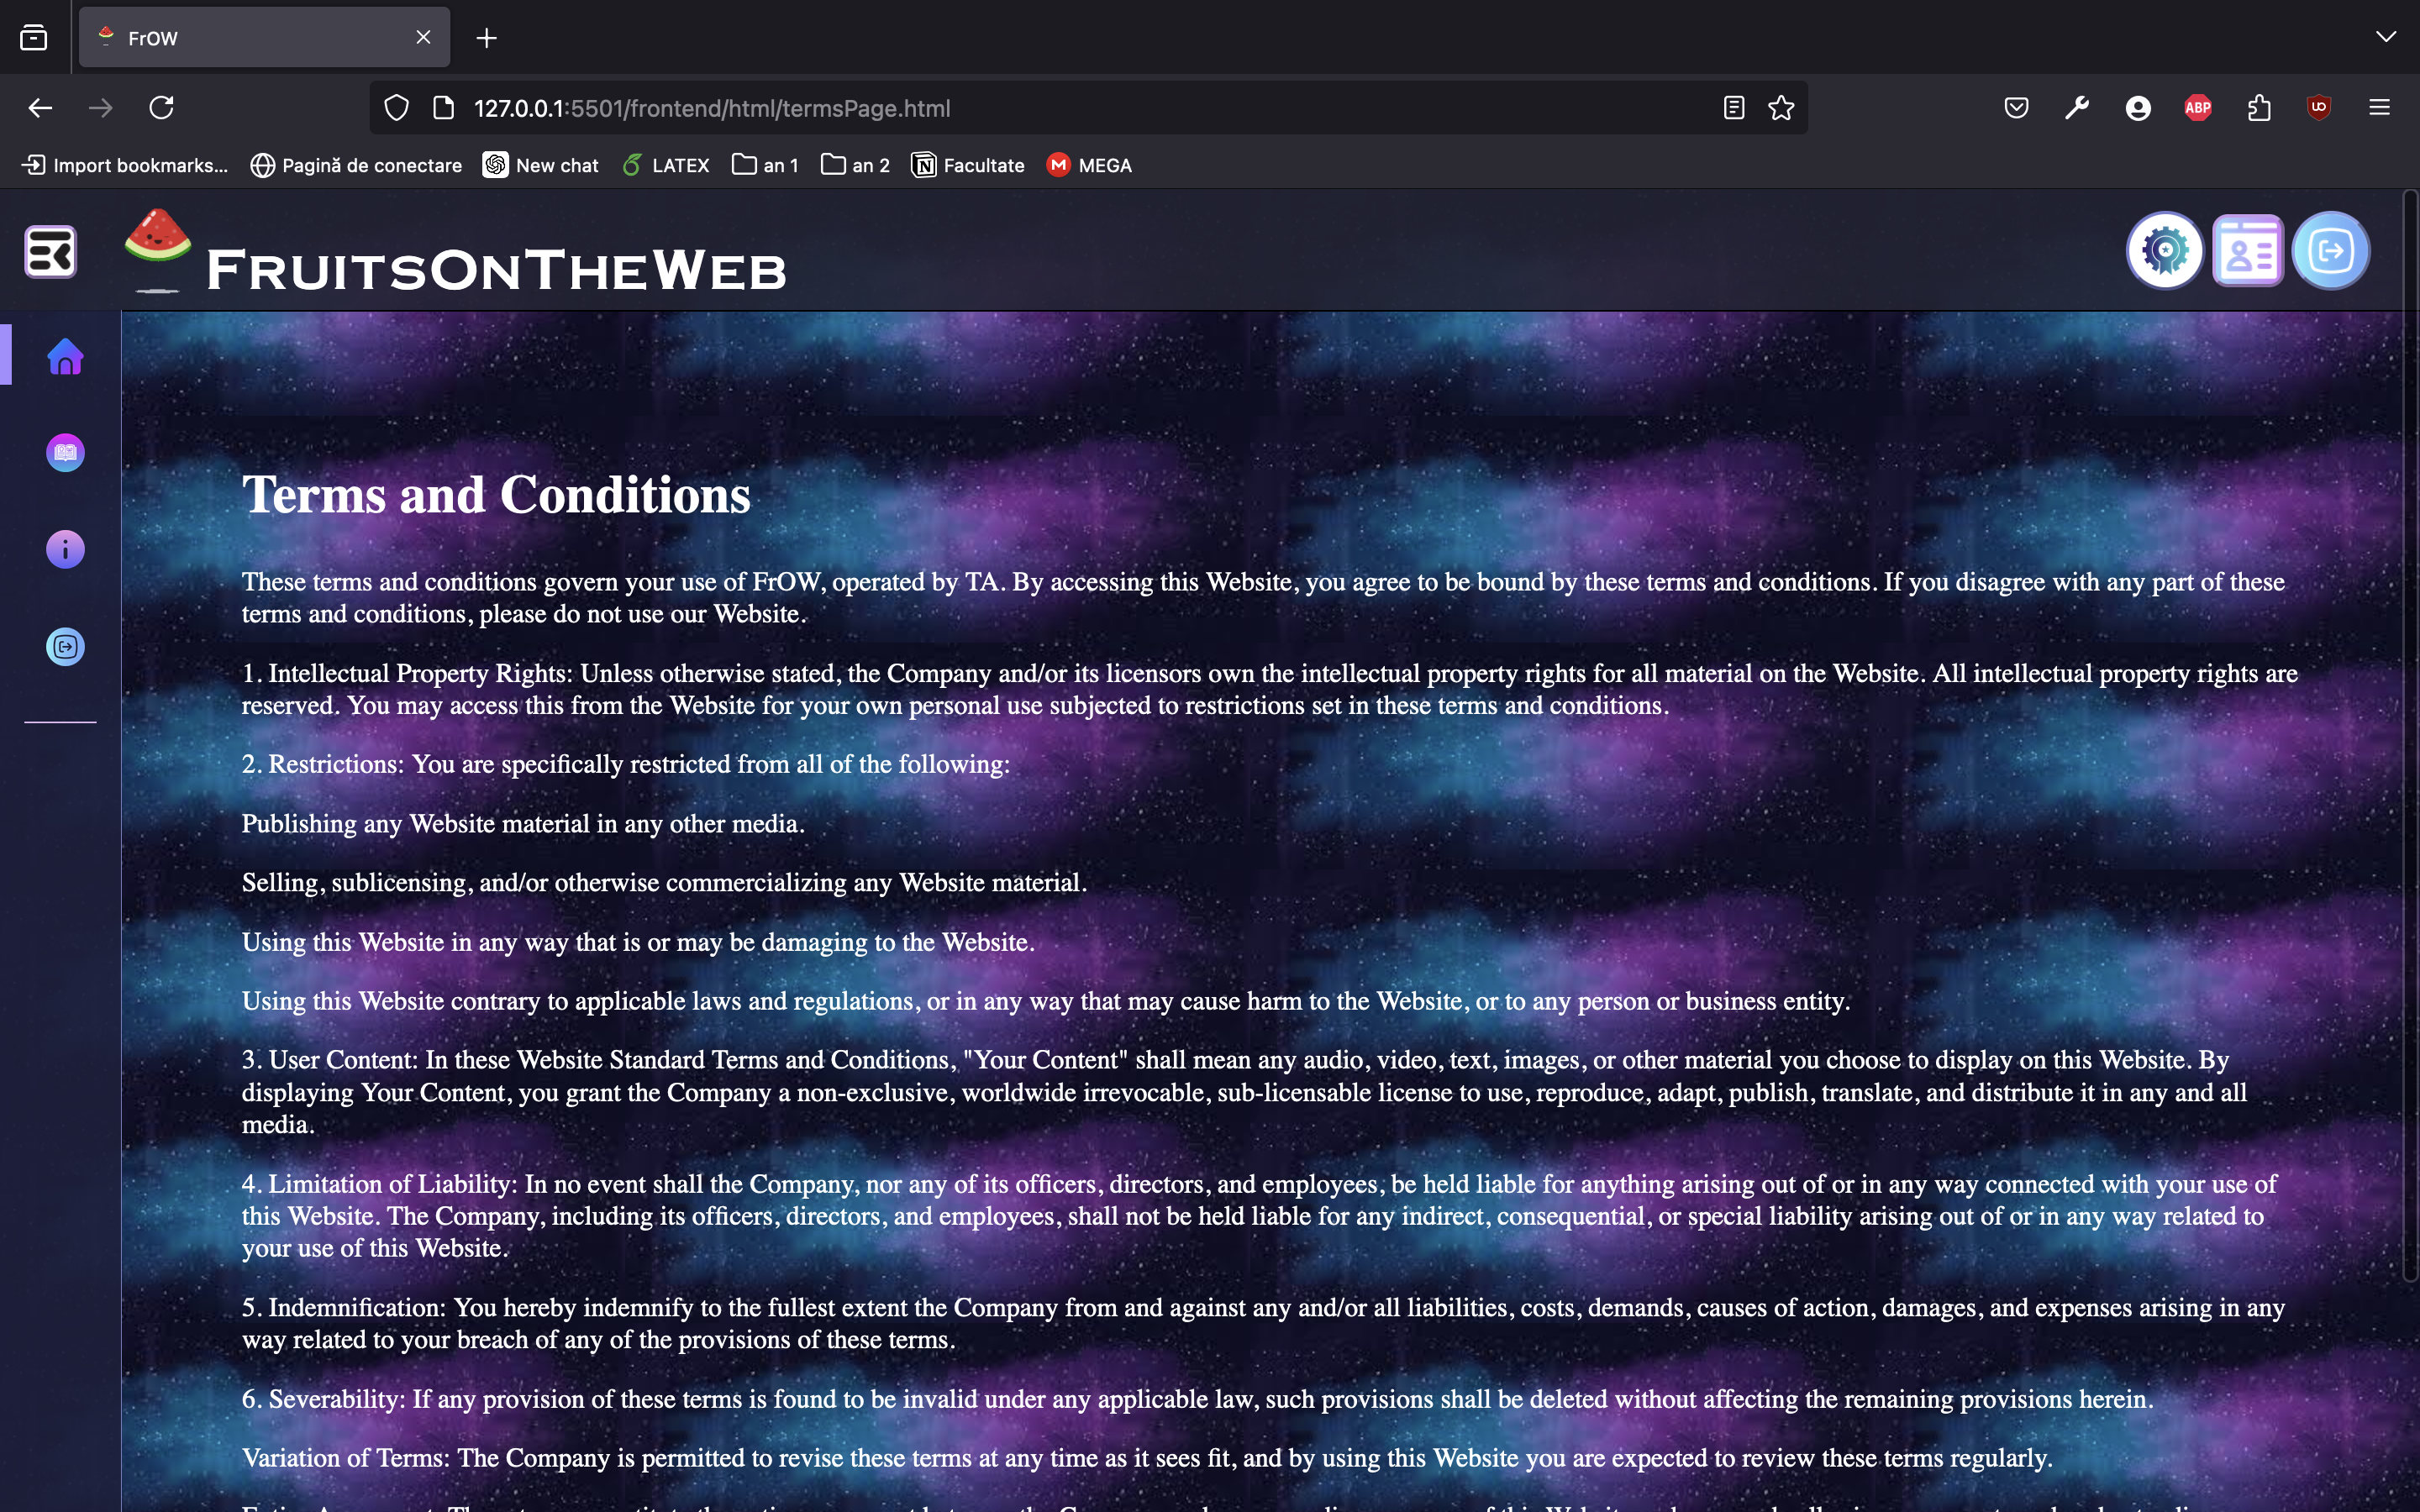 FrOW
127.0.0.1:5501/frontend/html/termsPage.html
ABP
Import bookmarks...
Pagină de conectare
New chat
LATEX
an 1
an 2
Facultate
MEGA
FRUITSONTHEWEB
Terms and Conditions
These terms and conditions govern your use of FrOW, operated by TA. By accessing this Website, you agree to be bound by these terms and conditions. If you disagree with any part of these
terms and conditions, please do not use our Website.
1. Intellectual Property Rights: Unless otherwise stated, the Company and/or its licensors own the intellectual property rights for all material on the Website. All intellectual property rights are
reserved. You may access this from the Website for your own personal use subjected to restrictions set in these terms and conditions.
2. Restrictions: You are specifically restricted from all of the following:
Publishing any Website material in any other media.
Selling, sublicensing, and/or otherwise commercializing any Website material.
Using this Website in any way that is or may be damaging to the Website.
Using this Website contrary to applicable laws and regulations, or in any way that may cause harm to the Website, or to any person or business entity.
3. User Content: In these Website Standard Terms and Conditions, "Your Content" shall mean any audio, video, text, images, or other material you choose to display on this Website. By
displaying Your Content, you grant the Company a non-exclusive, worldwide irrevocable, sub-licensable license to use, reproduce, adapt, publish, translate, and distribute it in any and all
media.
4. Limitation of Liability: In no event shall the Company, nor any of its officers, directors, and employees, be held liable for anything arising out of or in any way connected with your use of
this Website. The Company, including its officers, directors, and employees, shall not be held liable for any indirect, consequential, or special liability arising out of or in any way related to
your use of this Website.
5. Indemnification: You hereby indemnify to the fullest extent the Company from and against any and/or all liabilities, costs, demands, causes of action, damages, and expenses arising in any
way related to your breach of any of the provisions of these terms.
6. Severability: If any provision of these terms is found to be invalid under any applicable law, such provisions shall be deleted without affecting the remaining provisions herein.
Variation of Terms: The Company is permitted to revise these terms at any time as it sees fit, and by using this Website you are expected to review these terms regularly.